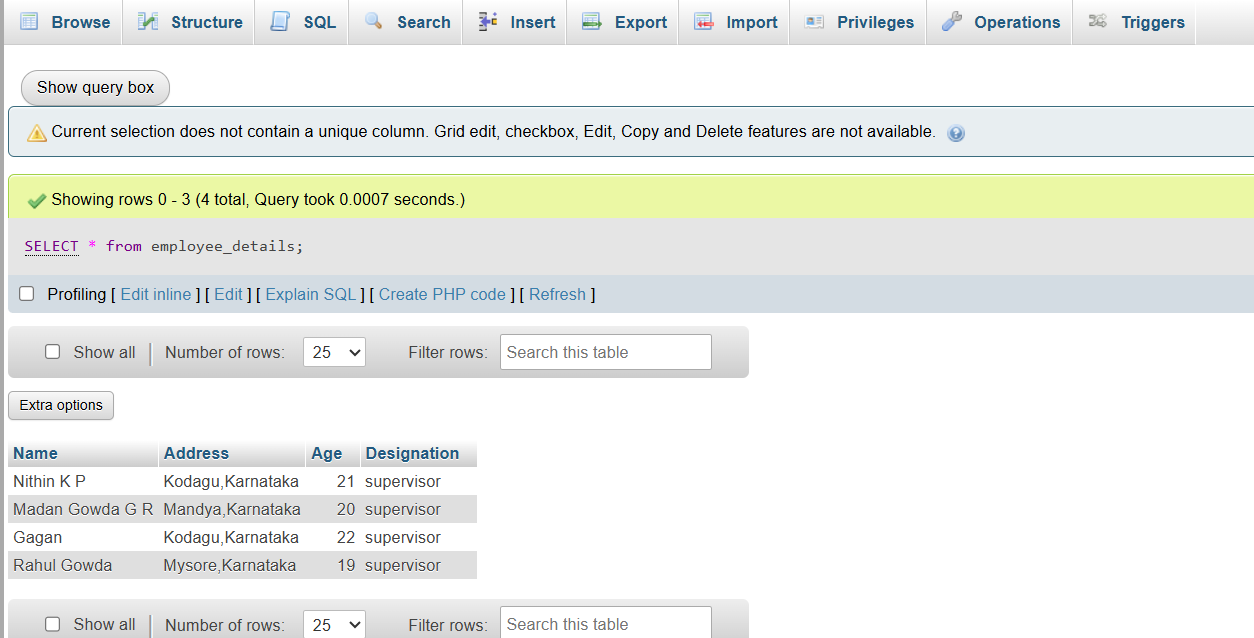 Browse Structure SQL Search Insert Export Import Privileges Operations Triggers
Show query box
Current selection does not contain a unique column. Grid edit, checkbox, Edit, Copy and Delete features are not available.
Showing rows 0 - 3 (4 total, Query took 0.0007 seconds.)
SELECT * from employee_details;
Profiling [ Edit inline ] [ Edit ] [ Explain SQL ] [ Create PHP code ] [ Refresh ]
Show all Number of rows: 25 Filter rows: Search this table
Extra options
Name Address Age Designation
Nithin K P Kodagu,Karnataka 21 supervisor
Madan Gowda G R Mandya,Karnataka 20 supervisor
Gagan Kodagu,Karnataka 22 supervisor
Rahul Gowda Mysore,Karnataka 19 supervisor
Show all Number of rows: 25 Filter rows: Search this table